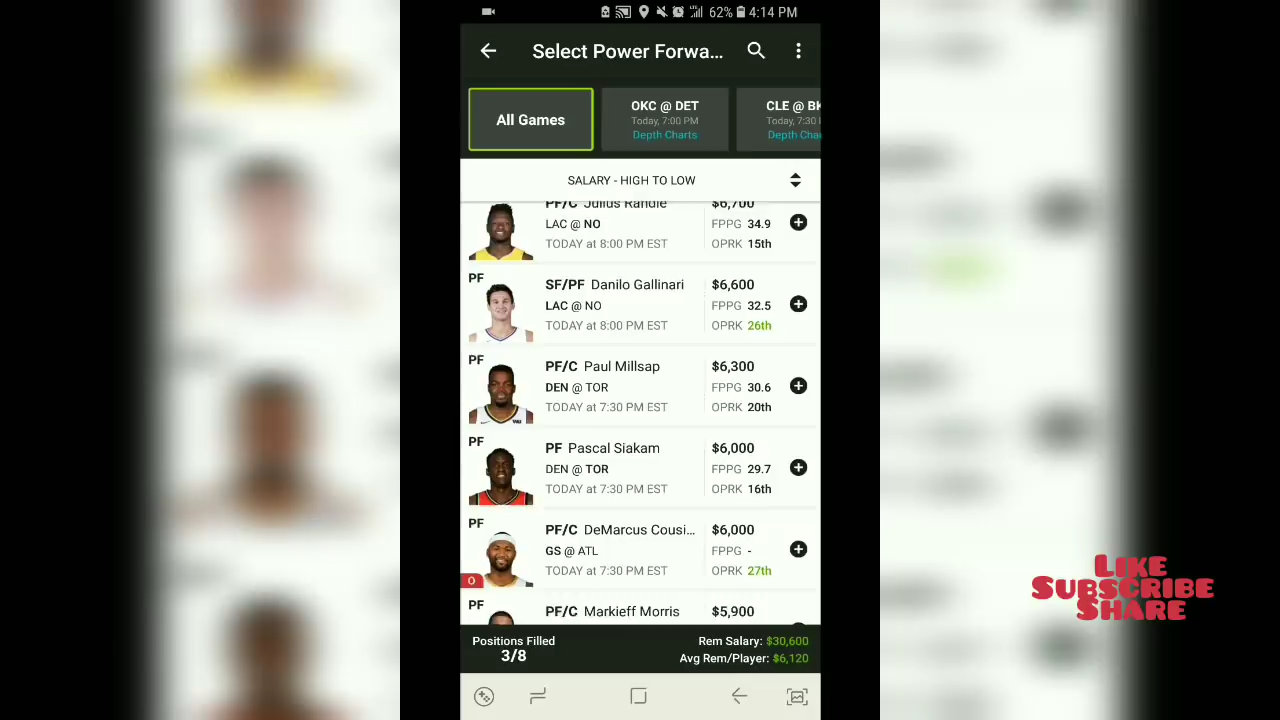 62% 4:14 PM
Select Power Forwa...
All Games
OKC @ DET
Today, 7:00 PM
Depth Charts
CLE @ BK
Today, 7:30
Depth Cha
SALARY - HIGH TO LOW
PF/C Julius Randle $6,700
LAC @ NO FPPG 34.9
TODAY at 8:00 PM EST OPRK 15th
PF
SF/PF Danilo Gallinari $6,600
LAC @ NO FPPG 32.5
TODAY at 8:00 PM EST OPRK 26th
PF
PF/C Paul Millsap $6,300
DEN @ TOR FPPG 30.6
TODAY at 7:30 PM EST OPRK 20th
PF
PF Pascal Siakam $6,000
DEN @ TOR FPPG 29.7
TODAY at 7:30 PM EST OPRK 16th
PF
PF/C DeMarcus Cousi... $6,000
GS @ ATL FPPG -
TODAY at 7:30 PM EST OPRK 27th
O
PF
PF/C Markieff Morris $5,900
Positions Filled
3/8
Rem Salary: $30,600
Avg Rem/Player: $6,120
LIKE
SUBSCRIBE
SHARE